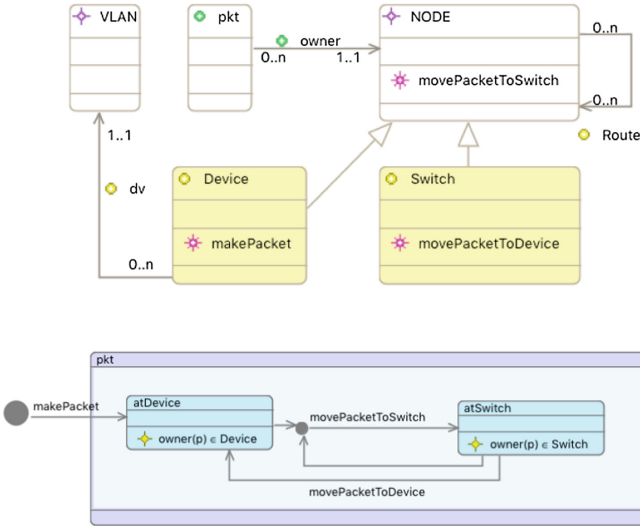 VLAN
pkt
NODE
owner
0..n
1..1
0..n
0..n
movePacketToSwitch
Route
1..1
dv
0..n
Device
makePacket
Switch
movePacketToDevice
pkt
makePacket
atDevice
owner(p) ∈ Device
movePacketToSwitch
atSwitch
owner(p) ∈ Switch
movePacketToDevice